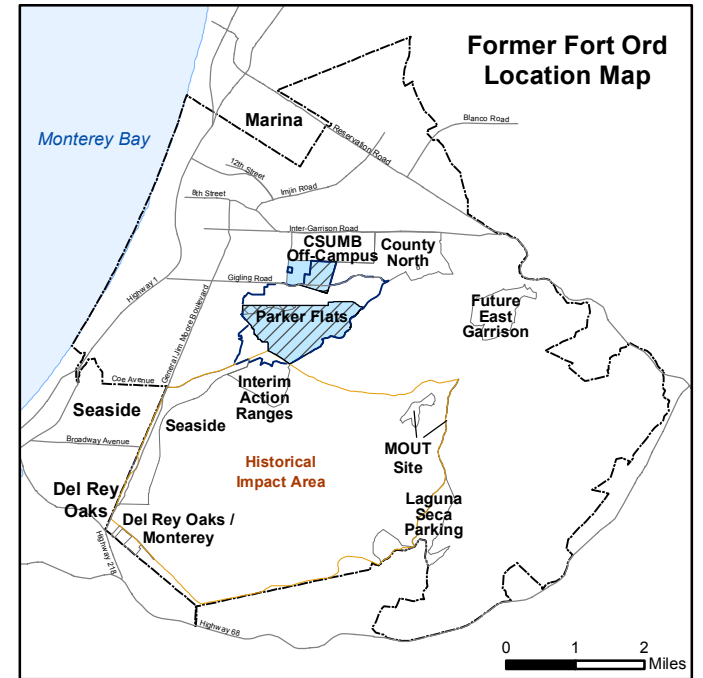 Former Fort Ord
Location Map
Monterey Bay
Marina
Blanco Road
Reservation Road
12th Street
Imjin Road
8th Street
Inter-Garrison Road
CSUMB
Off-Campus
County
North
Gigling Road
Highway 1
General Jim Moore Boulevard
Parker Flats
Future
East
Garrison
Coe Avenue
Interim
Action
Ranges
Seaside
Seaside
Broadway Avenue
MOUT
Site
Historical
Impact Area
Del Rey
Oaks
Laguna
Seca
Parking
Del Rey Oaks /
Monterey
Highway 218
Highway 68
0 1 2
Miles